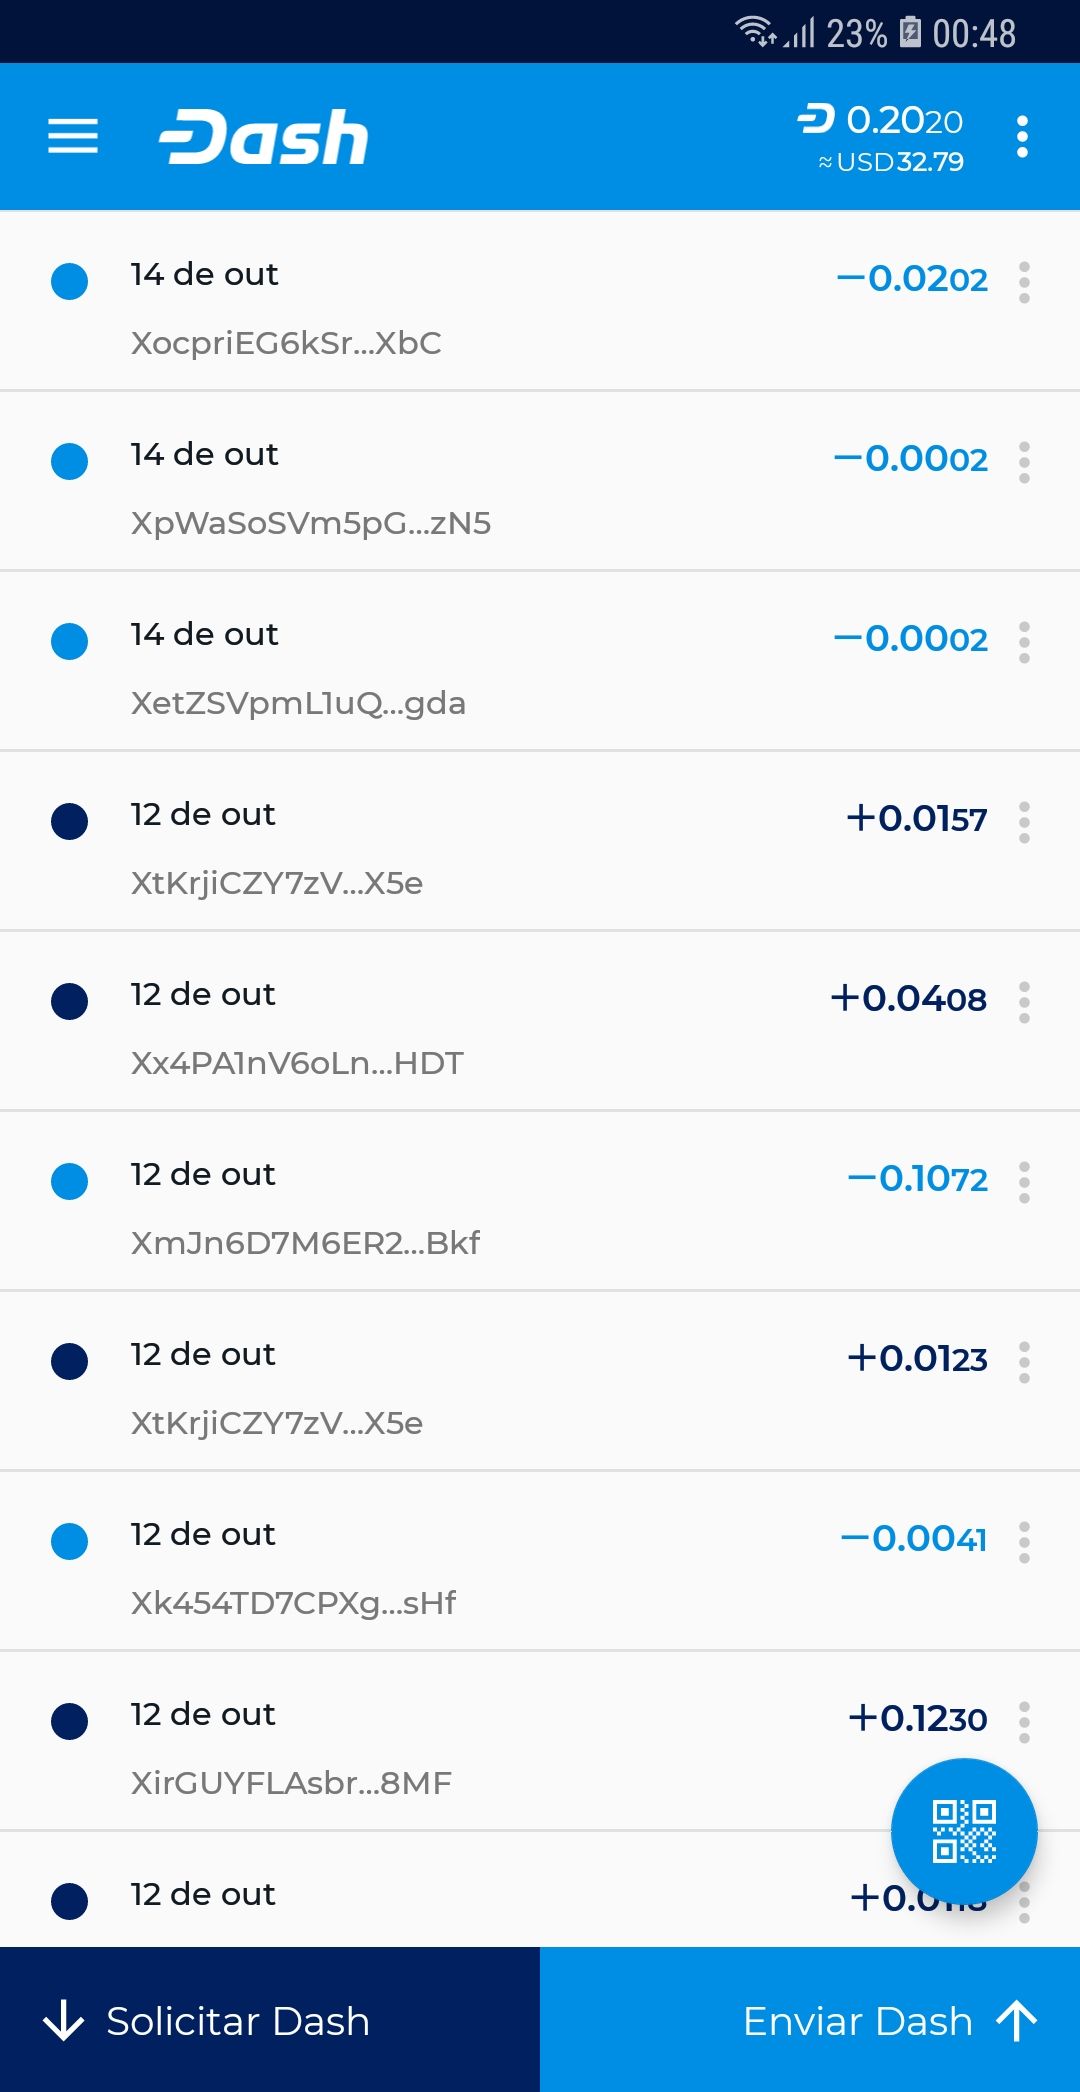 23% 00:48
Dash 0.2020
≈ USD 32.79
14 de out −0.0202
XocpriEG6kSr...XbC
14 de out −0.0002
XpWaSoSVm5pG...zN5
14 de out −0.0002
XetZSVpmL1uQ...gda
12 de out +0.0157
XtKrjiCZY7zV...X5e
12 de out +0.0408
Xx4PA1nV6oLn...HDT
12 de out −0.1072
XmJn6D7M6ER2...Bkf
12 de out +0.0123
XtKrjiCZY7zV...X5e
12 de out −0.0041
Xk454TD7CPXg...sHf
12 de out +0.1230
XirGUYFLAsbr...8MF
12 de out
Solicitar Dash Enviar Dash